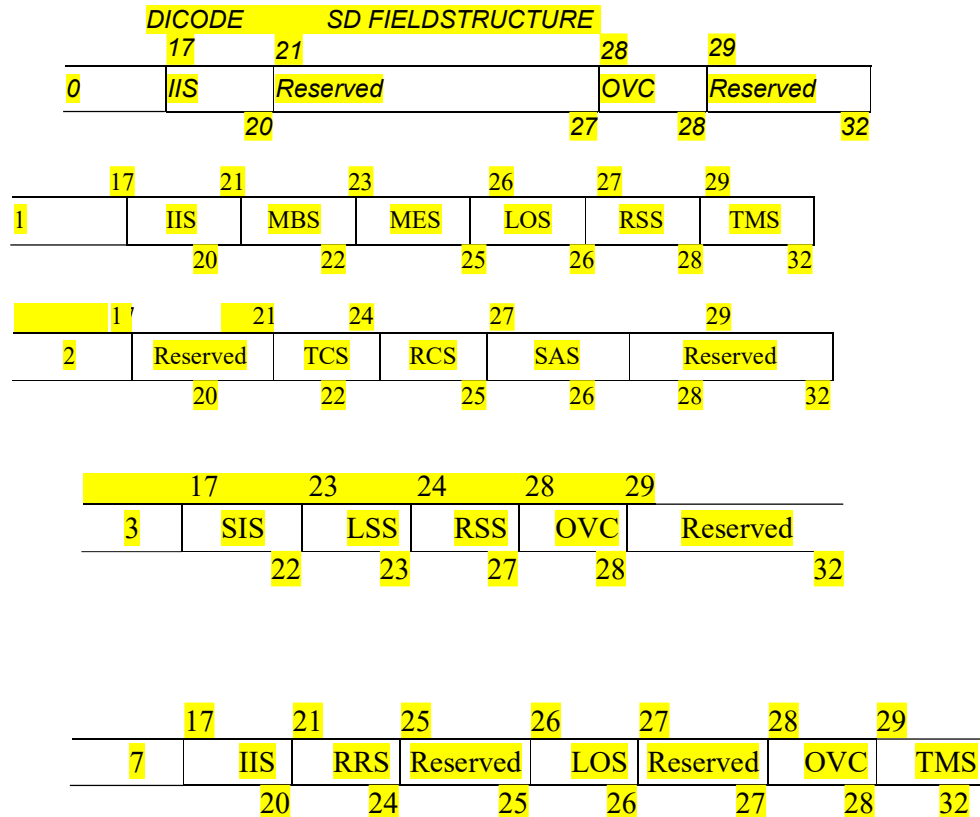 DICODE SD FIELDSTRUCTURE
17 21 28 29
0 IIS Reserved OVC Reserved
20 27 28 32
17 21 23 26 27 29
1 IIS MBS MES LOS RSS TMS
20 22 25 26 28 32
17 21 24 27 29
2 Reserved TCS RCS SAS Reserved
20 22 25 26 28 32
17 23 24 28 29
3 SIS LSS RSS OVC Reserved
22 23 27 28 32
17 21 25 26 27 28 29
7 IIS RRS Reserved LOS Reserved OVC TMS
20 24 25 26 27 28 32